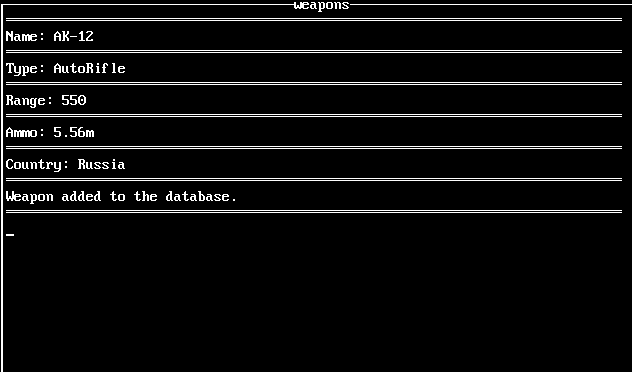 Weapons
Name: AK-12
Type: AutoRifle
Range: 550
Ammo: 5.56m
Country: Russia
Weapon added to the database.